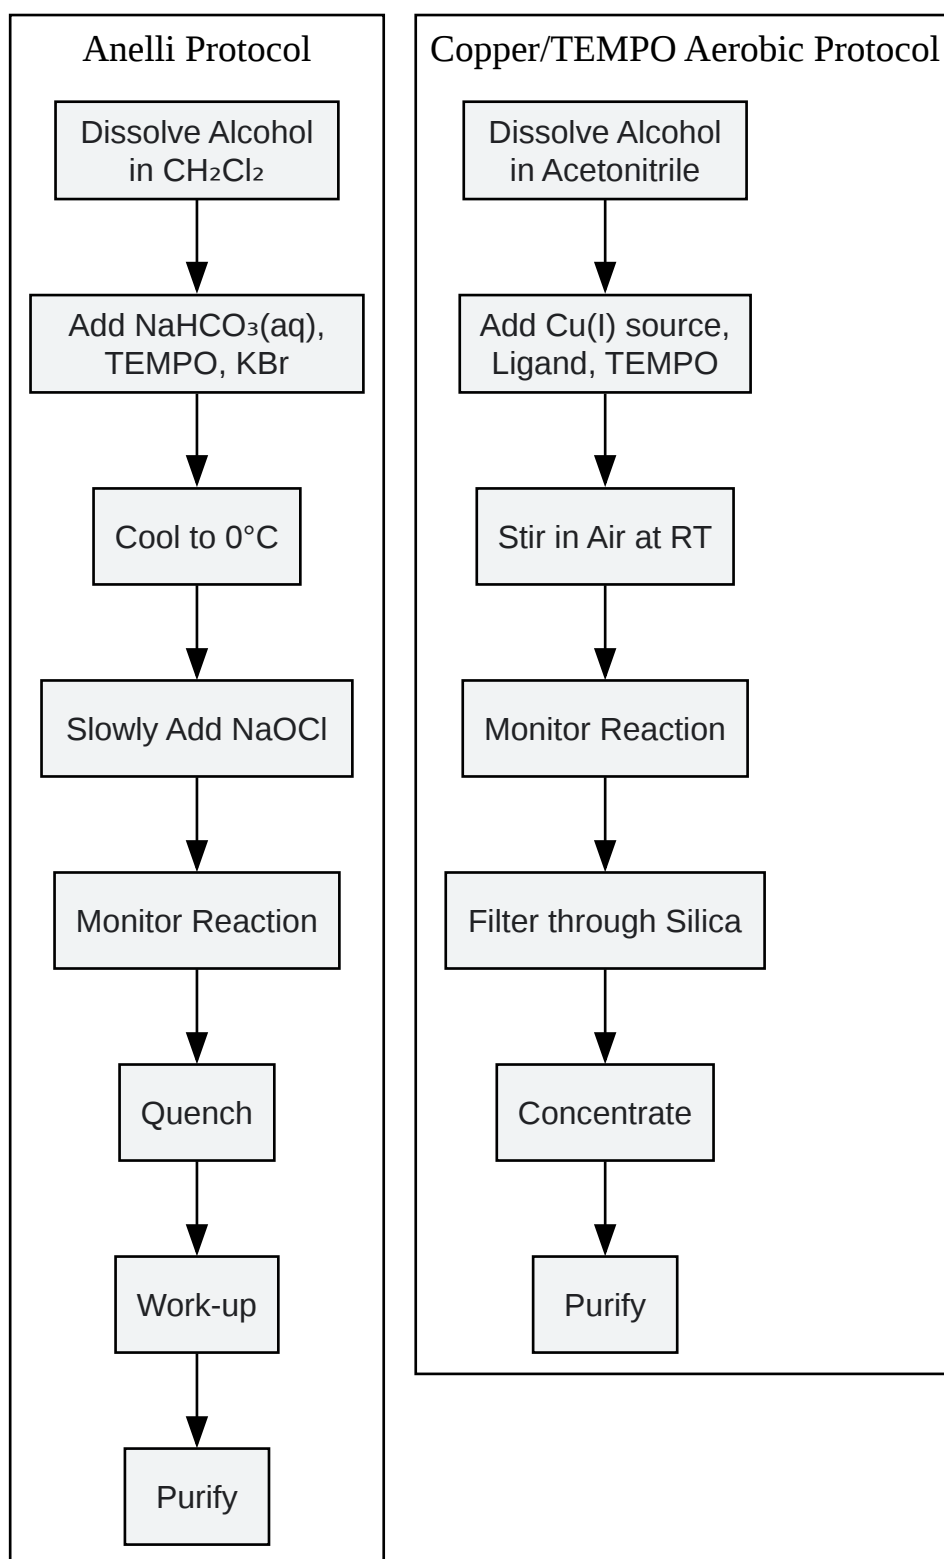 Anelli Protocol
Dissolve Alcohol
in CH₂Cl₂
Add NaHCO₃(aq),
TEMPO, KBr
Cool to 0°C
Slowly Add NaOCl
Monitor Reaction
Quench
Work-up
Purify
Copper/TEMPO Aerobic Protocol
Dissolve Alcohol
in Acetonitrile
Add Cu(I) source,
Ligand, TEMPO
Stir in Air at RT
Monitor Reaction
Filter through Silica
Concentrate
Purify